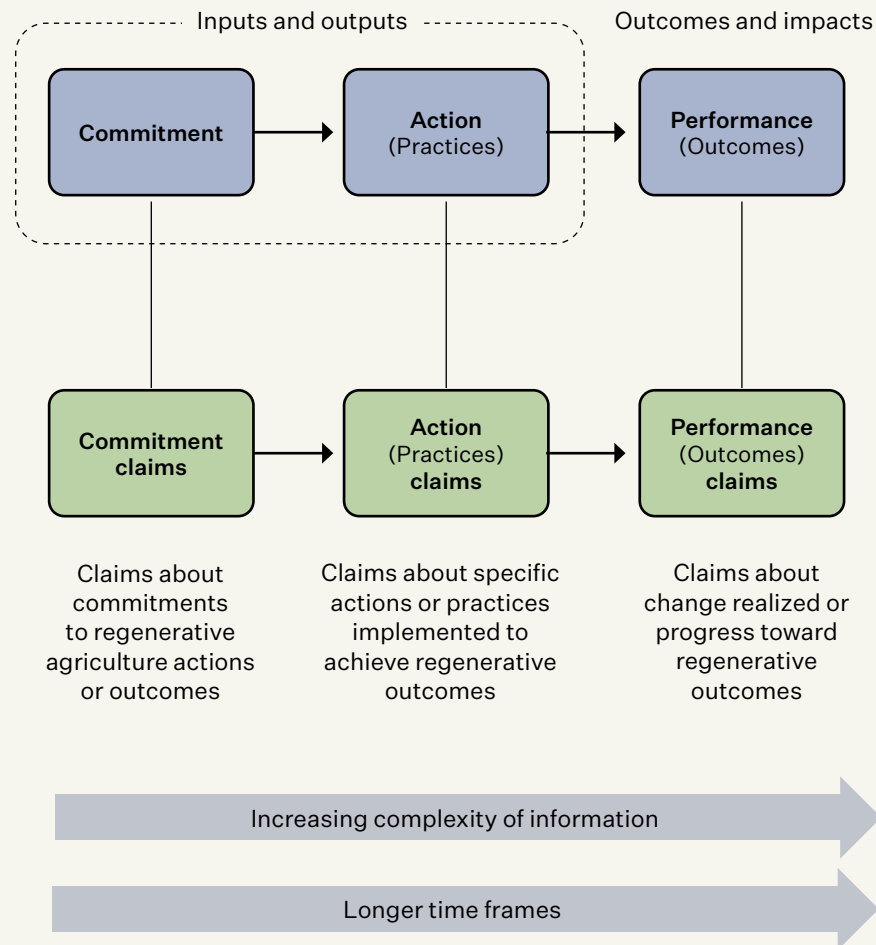 Inputs and outputs
Outcomes and impacts
Commitment
Action
(Practices)
Performance
(Outcomes)
Commitment
claims
Action
(Practices)
claims
Performance
(Outcomes)
claims
Claims about
commitments
to regenerative
agriculture actions
or outcomes
Claims about specific
actions or practices
implemented to
achieve regenerative
outcomes
Claims about
change realized or
progress toward
regenerative
outcomes
Increasing complexity of information
Longer time frames